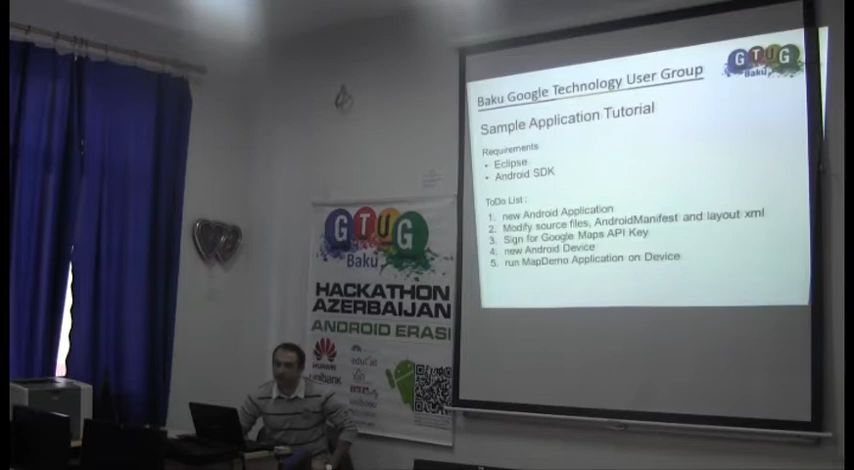 GTUG
Baku
Baku Google Technology User Group
Sample Application Tutorial
Requirements
• Eclipse
• Android SDK
ToDo List :
1. new Android Application
2. Modify source files, AndroidManifest and layout xml
3. Sign for Google Maps API Key
4. new Android Device
5. run MapDemo Application on Device
GTUG
Baku
HACKATHON
AZERBAIJAN
ANDROID ERASI
HUAWEI
unibank